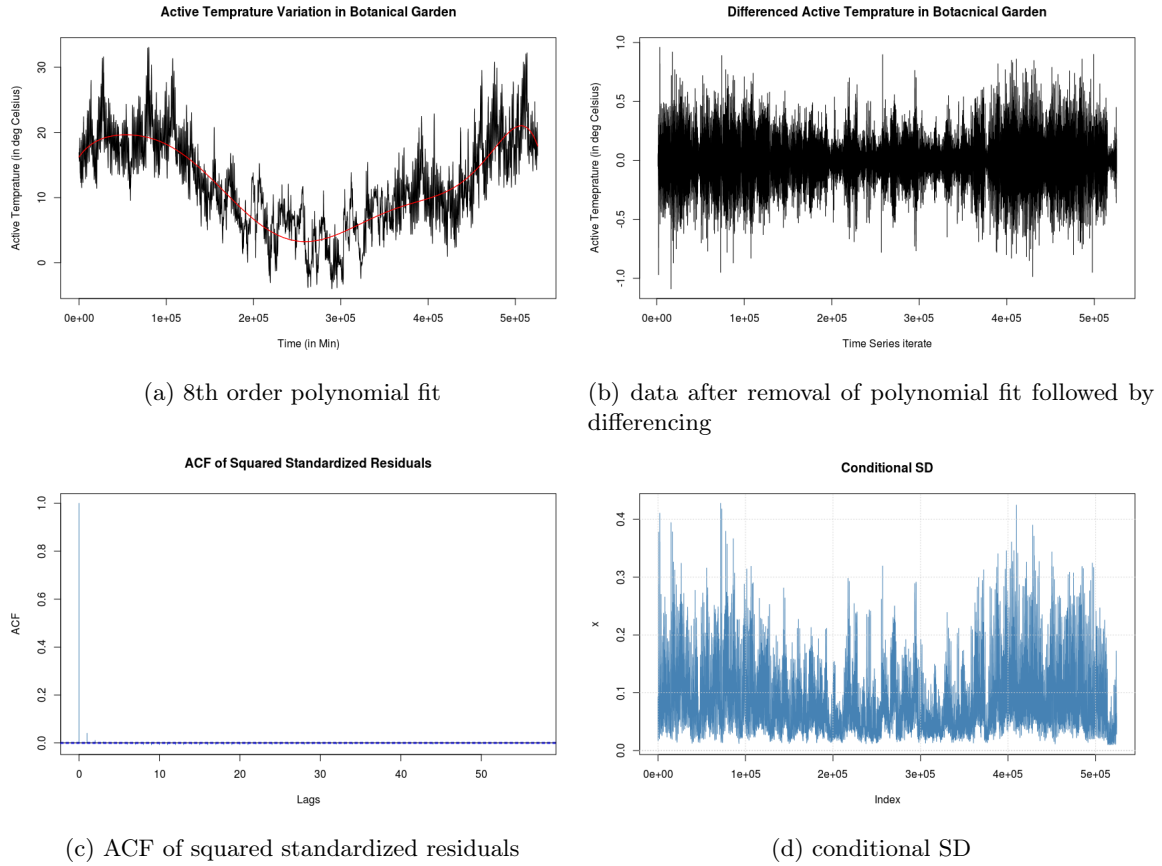 Active Temprature Variation in Botanical Garden
Active Temprature (in deg Celsius)
30
20
10
0
0e+00 1e+05 2e+05 3e+05 4e+05 5e+05
Time (in Min)
(a) 8th order polynomial fit
Differenced Active Temprature in Botacnical Garden
Active Temeprature (in deg Celsius)
1.0
0.5
0.0
-0.5
-1.0
0e+00 1e+05 2e+05 3e+05 4e+05 5e+05
Time Series iterate
(b) data after removal of polynomial fit followed by
differencing
ACF of Squared Standardized Residuals
ACF
1.0
0.8
0.6
0.4
0.2
0.0
0 10 20 30 40 50
Lags
(c) ACF of squared standardized residuals
Conditional SD
x
0.4
0.3
0.2
0.1
0.0
0e+00 1e+05 2e+05 3e+05 4e+05 5e+05
Index
(d) conditional SD